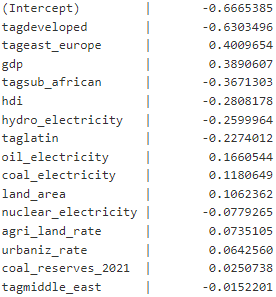 (Intercept) | -0.6665385
tagdeveloped | -0.6303496
tageast_europe | 0.4009654
gdp | 0.3890607
tagsub_african | -0.3671303
hdi | -0.2808178
hydro_electricity | -0.2599964
taglatin | -0.2274012
oil_electricity | 0.1660544
coal_electricity | 0.1180649
land_area | 0.1062362
nuclear_electricity | -0.0779265
agri_land_rate | 0.0735105
urbaniz_rate | 0.0642560
coal_reserves_2021 | 0.0250738
tagmiddle_east | -0.0152201